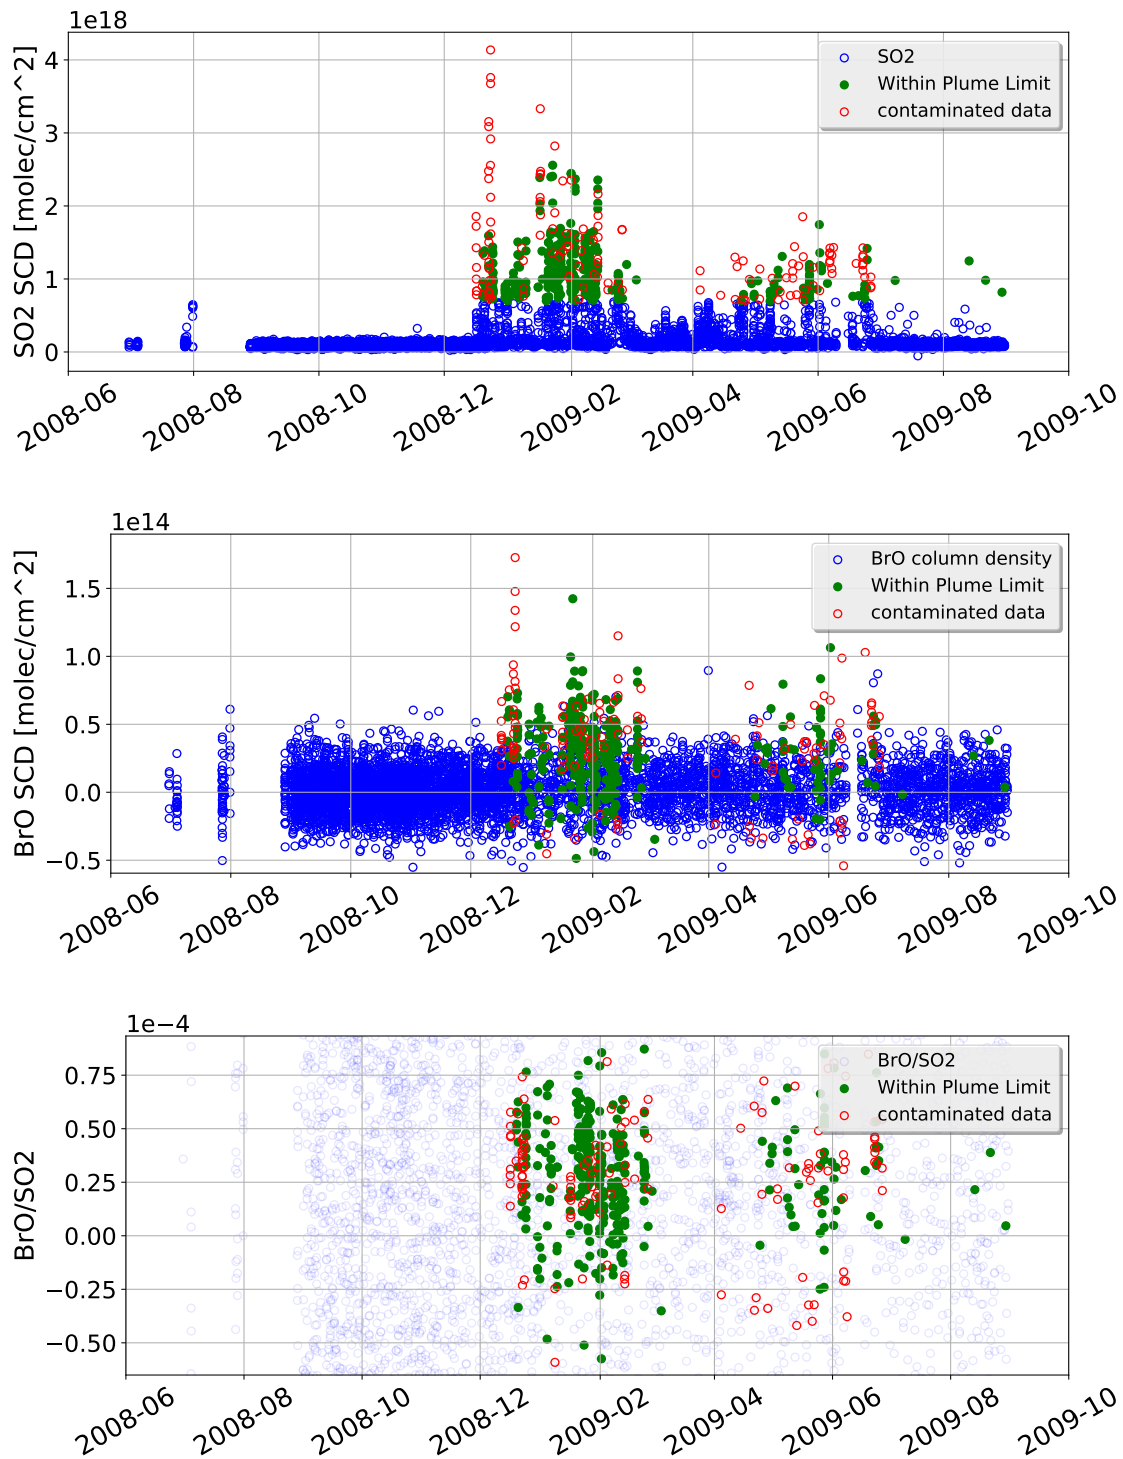 1e18
SO2 SCD [molec/cm^2]
4
3
2
1
0
SO2
Within Plume Limit
contaminated data
2008-06
2008-08
2008-10
2008-12
2009-02
2009-04
2009-06
2009-08
2009-10
1e14
BrO SCD [molec/cm^2]
1.5
1.0
0.5
0.0
−0.5
BrO column density
Within Plume Limit
contaminated data
2008-06
2008-08
2008-10
2008-12
2009-02
2009-04
2009-06
2009-08
2009-10
1e−4
BrO/SO2
0.75
0.50
0.25
0.00
−0.25
−0.50
BrO/SO2
Within Plume Limit
contaminated data
2008-06
2008-08
2008-10
2008-12
2009-02
2009-04
2009-06
2009-08
2009-10